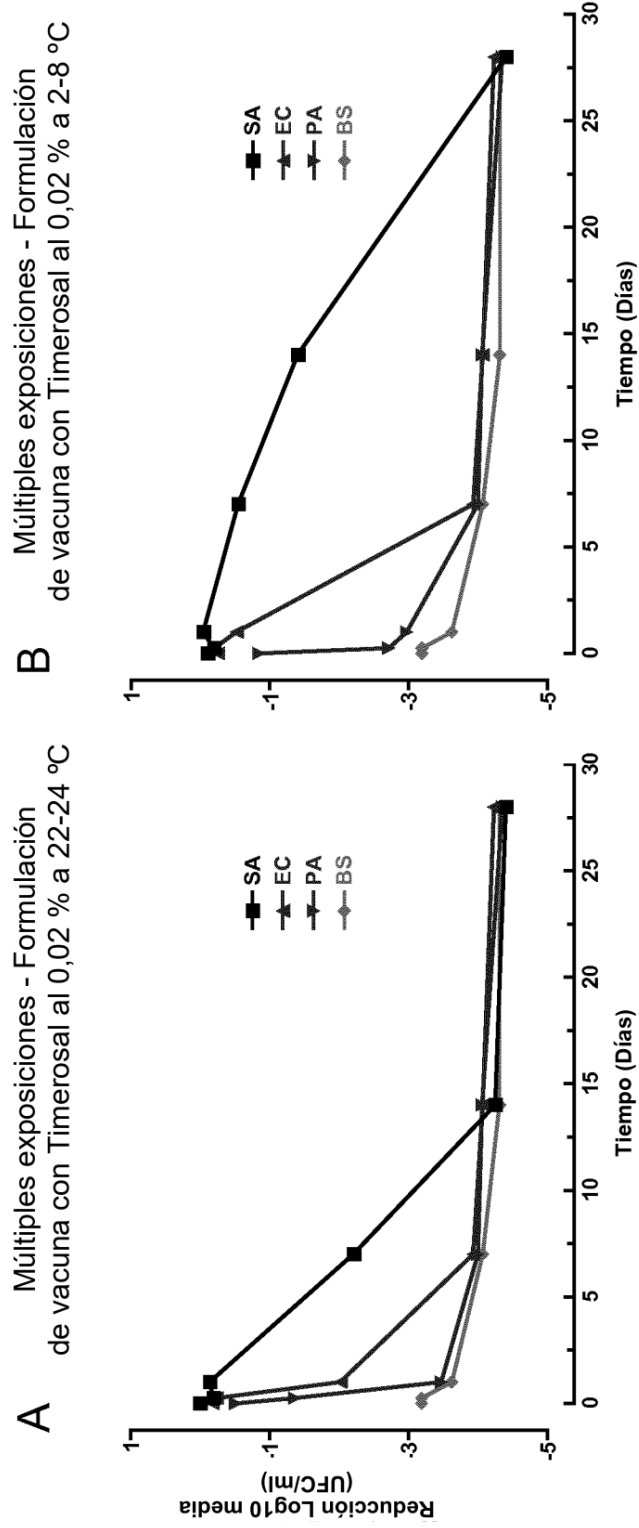 A
Múltiples exposiciones - Formulación
de vacuna con Timerosal al 0,02 % a 22-24 ºC
Reducción Log10 media
(UFC/ml)
1
-1
-3
-5
SA
EC
PA
BS
0
5
10
15
20
25
30
Tiempo (Días)
B
Múltiples exposiciones - Formulación
de vacuna con Timerosal al 0,02 % a 2-8 ºC
1
-1
-3
-5
SA
EC
PA
BS
0
5
10
15
20
25
30
Tiempo (Días)